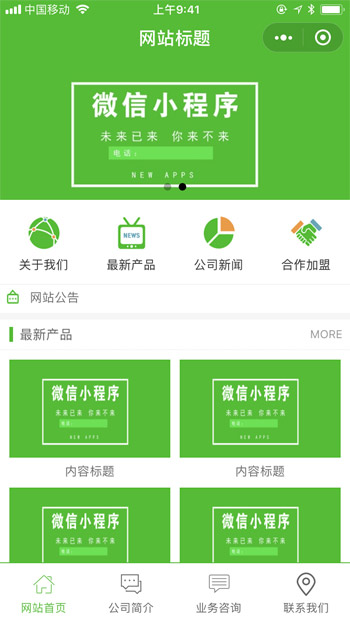 中国移动 上午9:41
网站标题
微信小程序
未来已来 你来不来
电话：
NEW APPS
NEWS
关于我们 最新产品 公司新闻 合作加盟
网站公告
最新产品 MORE
微信小程序 微信小程序
未来已来 你来不来 未来已来 你来不来
电话： 电话：
NEW APPS NEW APPS
内容标题 内容标题
微信小程序 微信小程序
未来已来 你来不来 未来已来 你来不来
电话： 电话：
网站首页 公司简介 业务咨询 联系我们